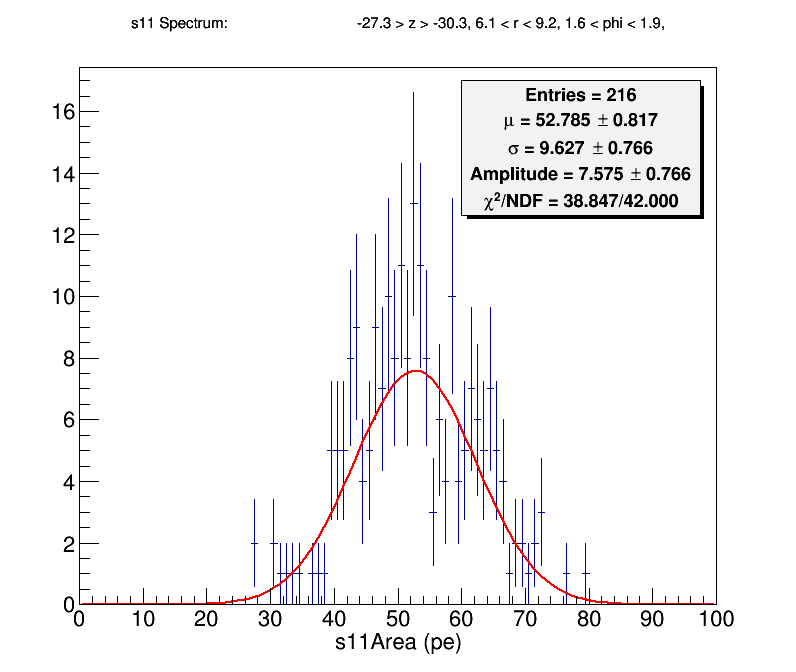 s11 Spectrum: -27.3 > z > -30.3, 6.1 < r < 9.2, 1.6 < phi < 1.9,
Entries = 216
μ = 52.785 ± 0.817
σ = 9.627 ± 0.766
Amplitude = 7.575 ± 0.766
χ²/NDF = 38.847/42.000
16
14
12
10
8
6
4
2
0
0 10 20 30 40 50 60 70 80 90 100
s11Area (pe)